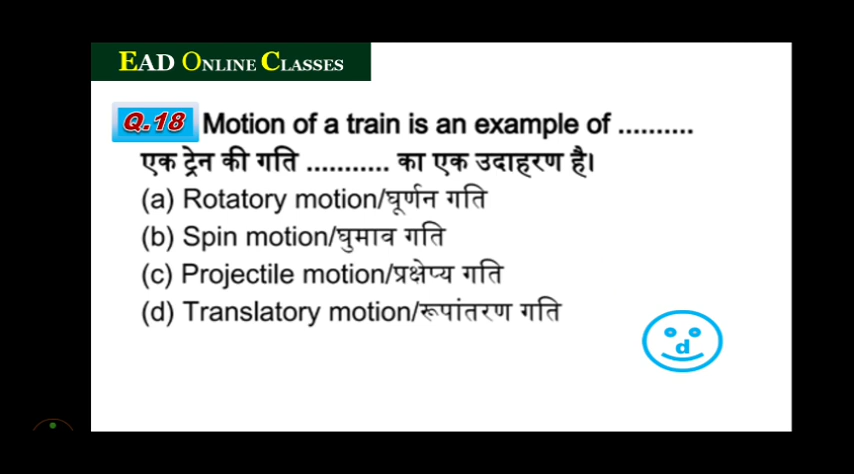 EAD ONLINE CLASSES
Q.18 Motion of a train is an example of ..........
एक ट्रेन की गति ........... का एक उदाहरण है।
(a) Rotatory motion/घूर्णन गति
(b) Spin motion/घुमाव गति
(c) Projectile motion/प्रक्षेप्य गति
(d) Translatory motion/रूपांतरण गति
d